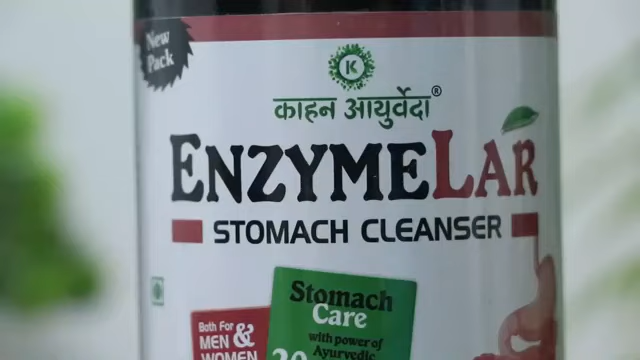 New
Pack
K
काहन आयुर्वेदा®
ENZYMELAR
STOMACH CLEANSER
Stomach
Care
with power of
Ayurvedic
Both For
MEN &
WOMEN